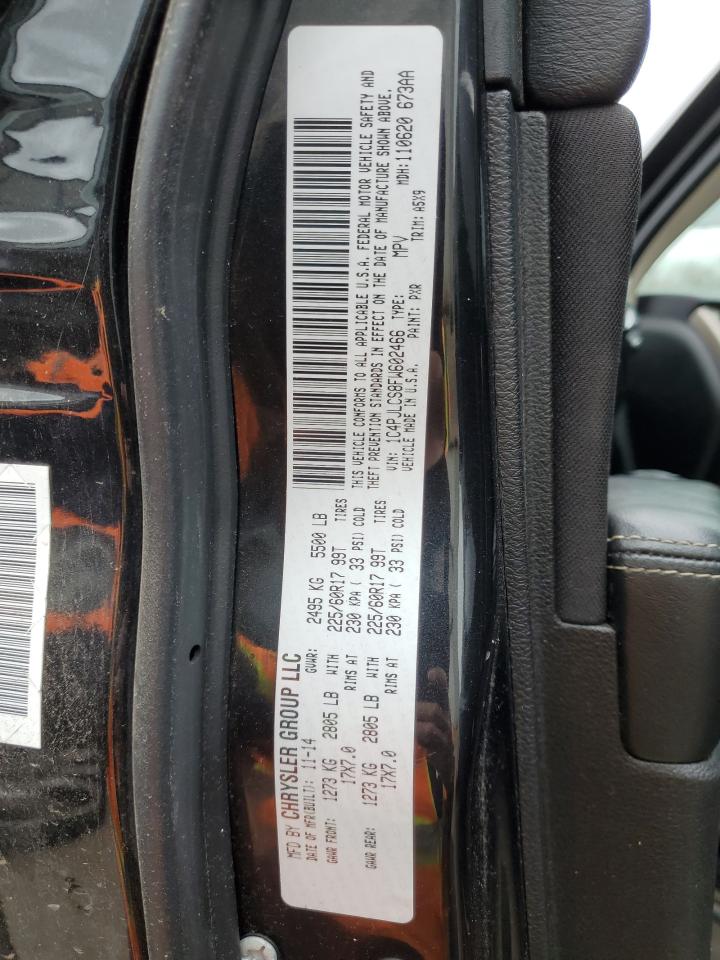 MFD BY CHRYSLER GROUP LLC
DATE OF MFR(BUILT): 11-14 GVWR: 2495 KG 5500 LB
GAWR FRONT: 1273 KG 2805 LB WITH 225/60R17 99T TIRES
17X7.0 RIMS AT 230 KPA ( 33 PSI) COLD
GAWR REAR: 1273 KG 2805 LB WITH 225/60R17 99T TIRES
17X7.0 RIMS AT 230 KPA ( 33 PSI) COLD
THIS VEHICLE CONFORMS TO ALL APPLICABLE U.S.A. FEDERAL MOTOR VEHICLE SAFETY AND
THEFT PREVENTION STANDARDS IN EFFECT ON THE DATE OF MANUFACTURE SHOWN ABOVE.
VIN: 1C4PJLCS8FW602466 TYPE: MPV MDH:110620 673AA
VEHICLE MADE IN U.S.A. PAINT: PXR TRIM: A5X9